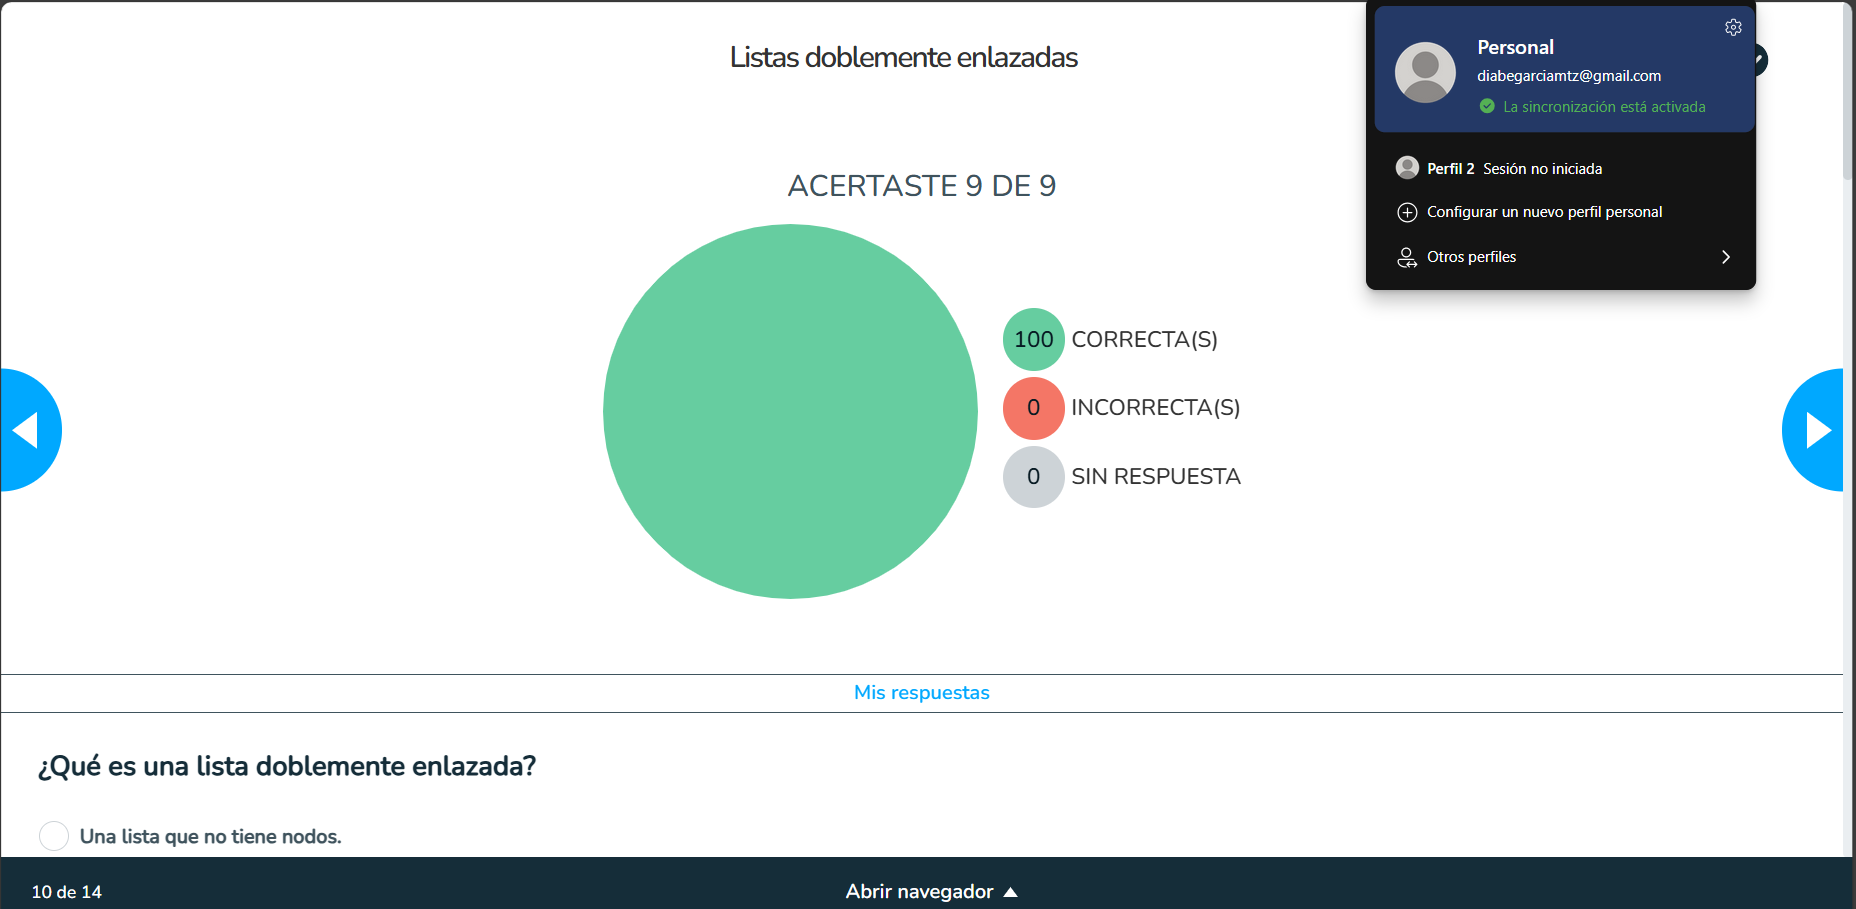 Listas doblemente enlazadas
Personal
diabegarciamtz@gmail.com
La sincronización está activada
Perfil 2 Sesión no iniciada
Configurar un nuevo perfil personal
Otros perfiles
ACERTASTE 9 DE 9
100 CORRECTA(S)
0 INCORRECTA(S)
0 SIN RESPUESTA
Mis respuestas
¿Qué es una lista doblemente enlazada?
Una lista que no tiene nodos.
10 de 14
Abrir navegador